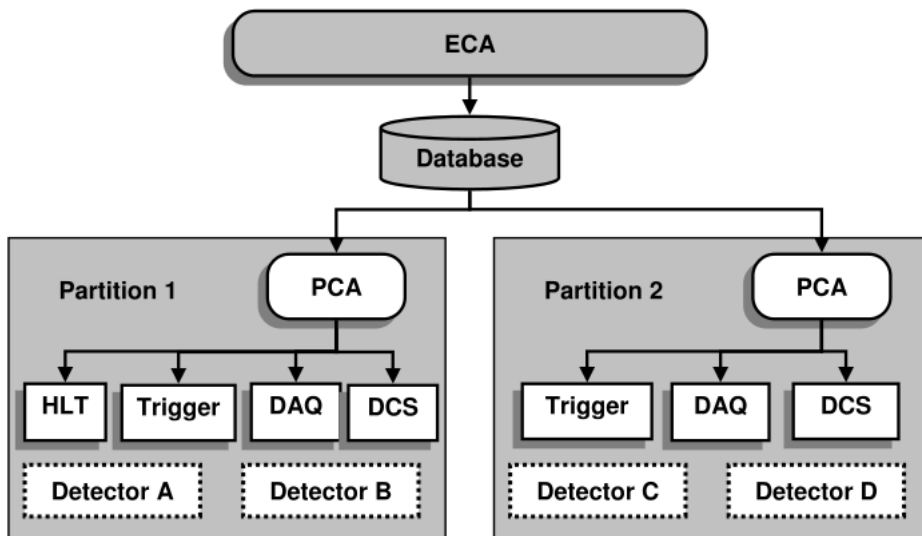 ECA
Database
Partition 1
PCA
HLT
Trigger
DAQ
DCS
Detector A
Detector B
Partition 2
PCA
Trigger
DAQ
DCS
Detector C
Detector D